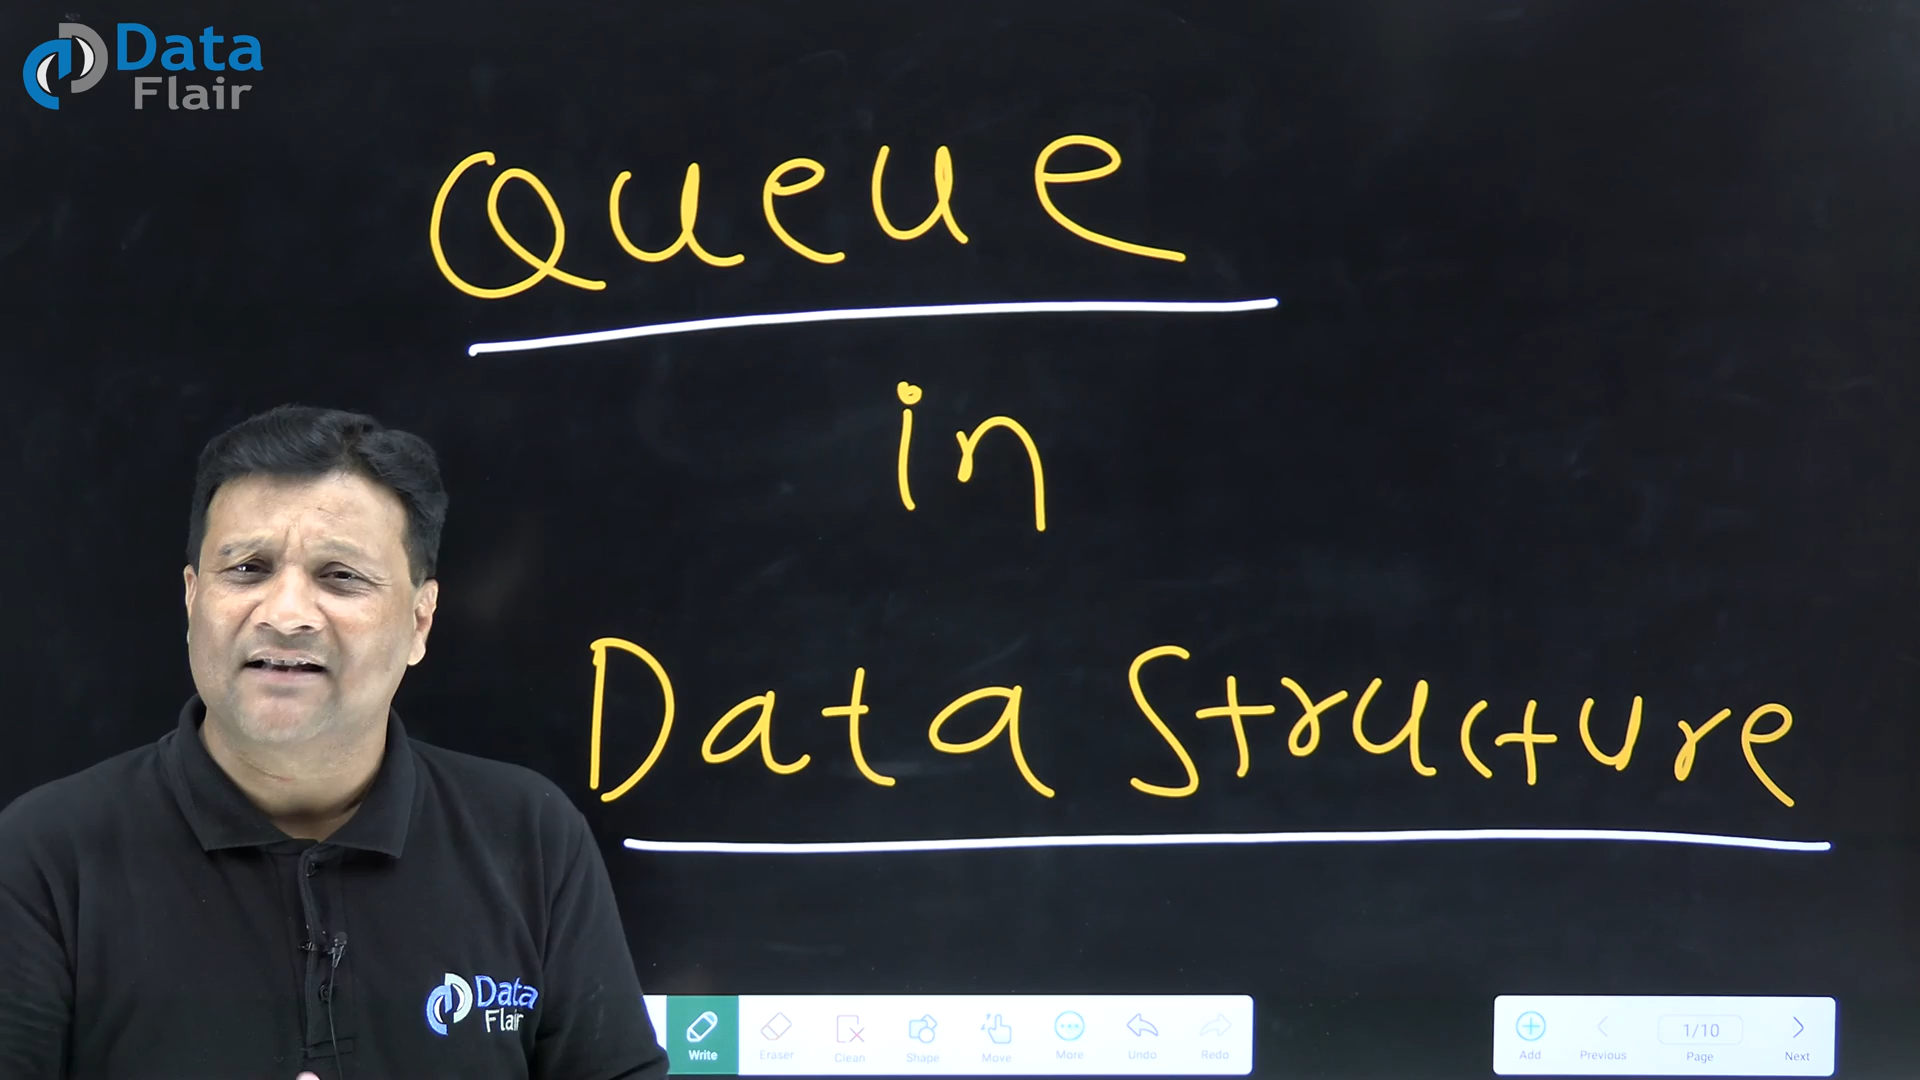 Data
Flair
Queue
in
Data Structure
Data
Flair
Write
Eraser
Clean
Shape
Move
More
Undo
Redo
Add
Previous
1/10
Page
Next